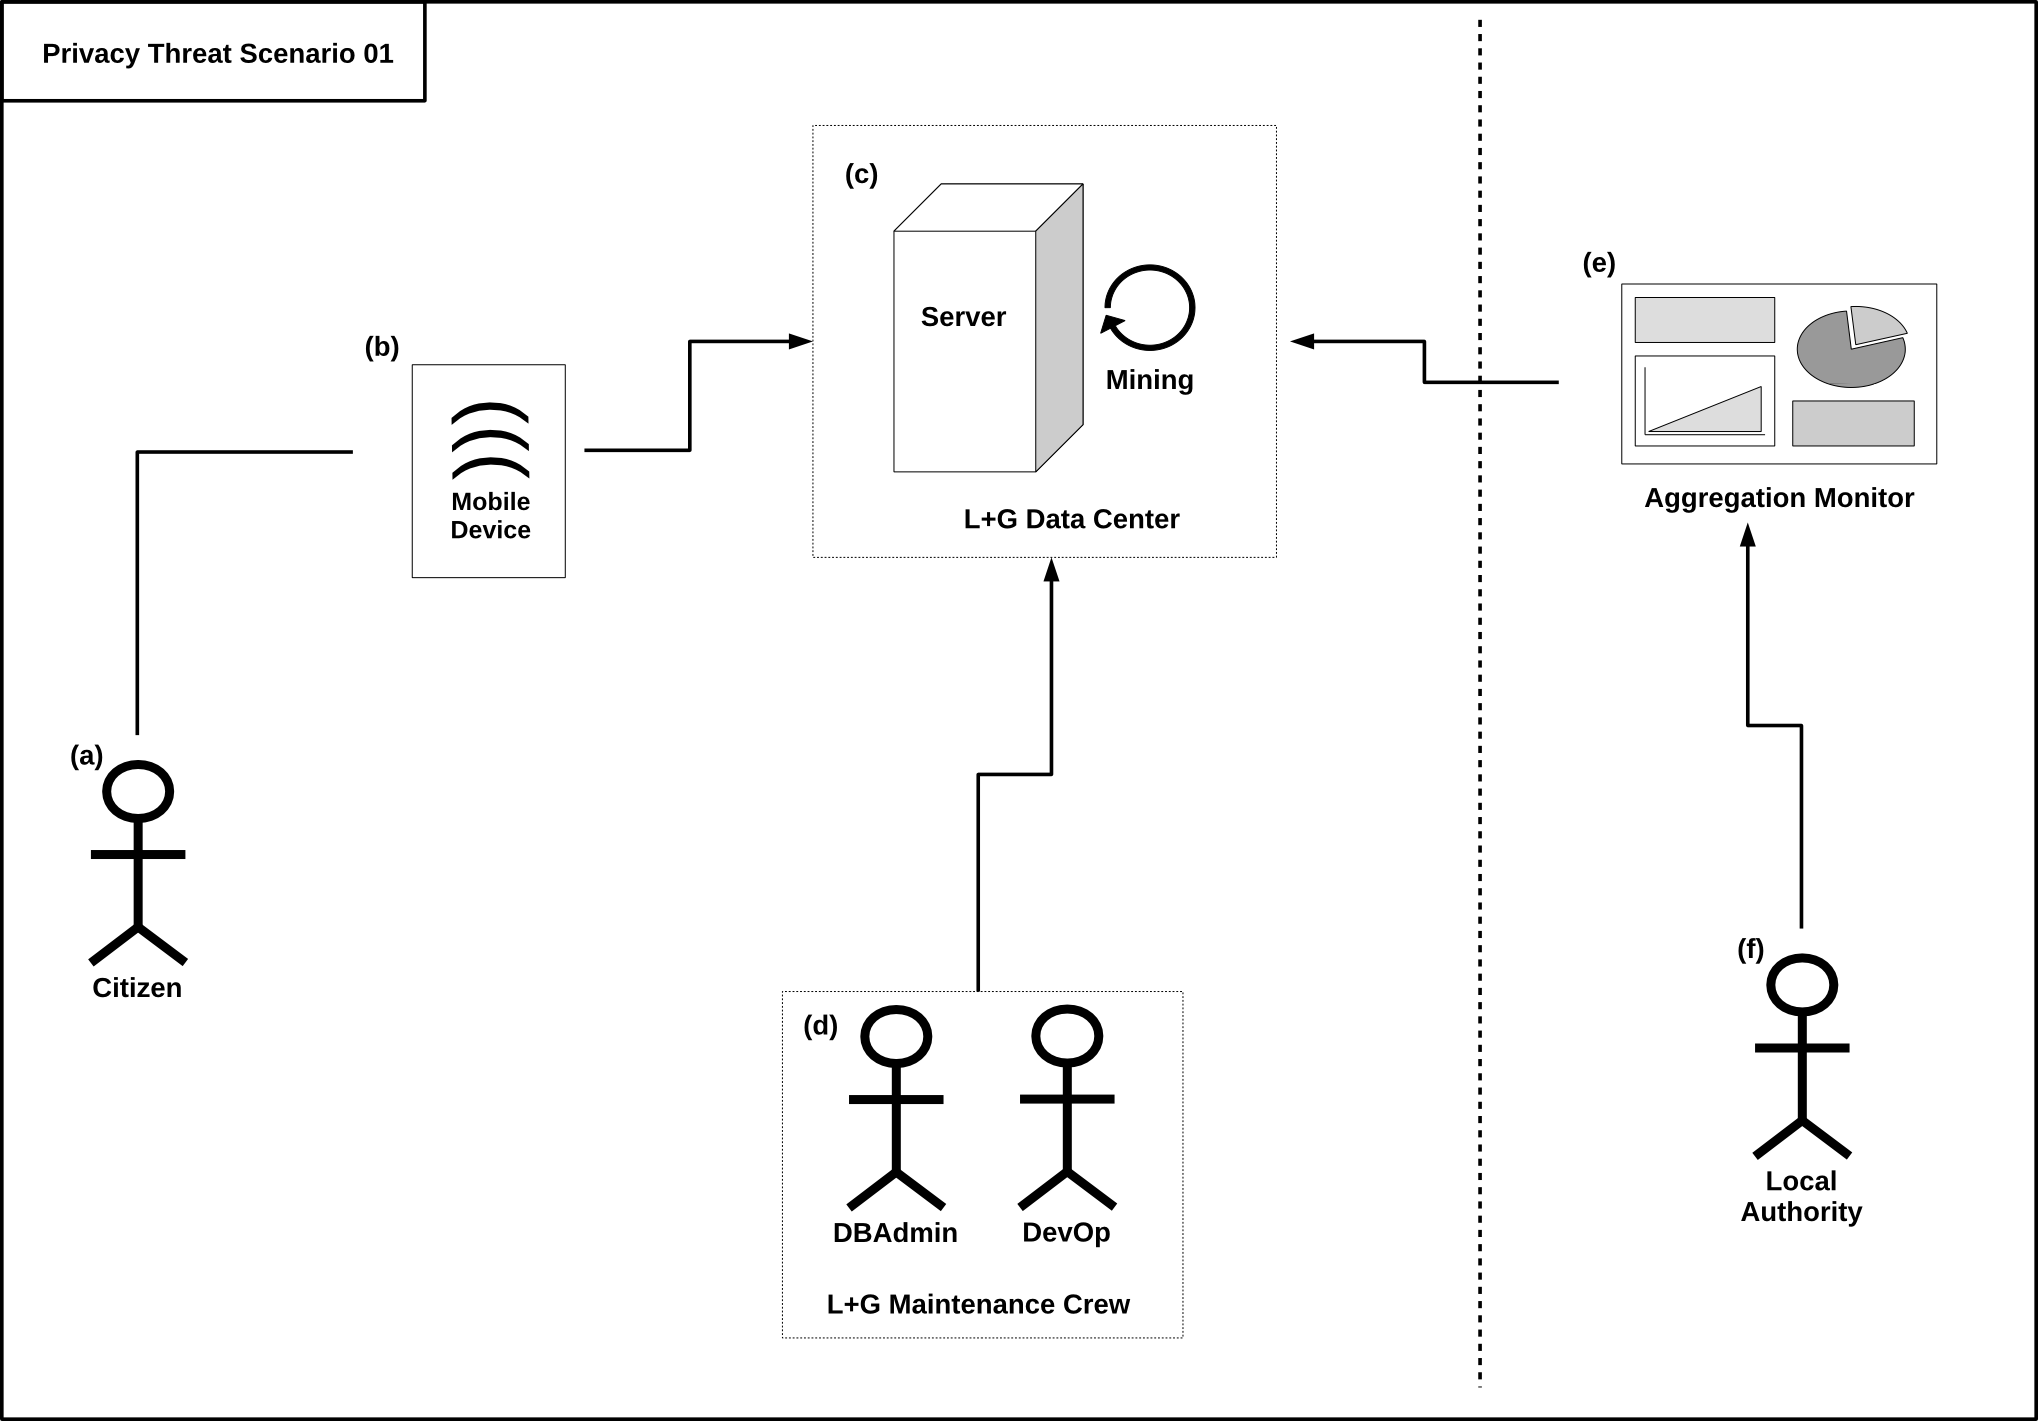 Privacy Threat Scenario 01
(c)
Server
Mining
L+G Data Center
(e)
Aggregation Monitor
(b)
Mobile
Device
(a)
Citizen
(d)
DBAdmin
DevOp
L+G Maintenance Crew
(f)
Local
Authority